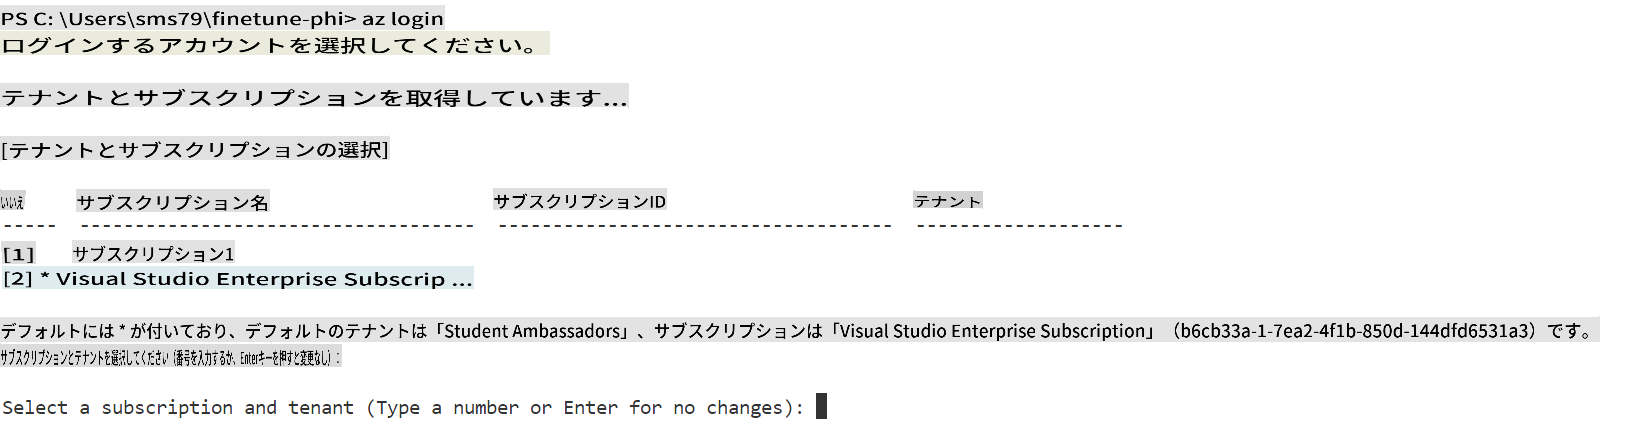 PS C: \Users\sms79\finetune-phi> az login
ログインするアカウントを選択してください。
テナントとサブスクリプションを取得しています...
[テナントとサブスクリプションの選択]
いいえ サブスクリプション名 サブスクリプションID テナント
----- ---------------------------------- ---------------------------------- -------------------
[1] サブスクリプション1
[2] * Visual Studio Enterprise Subscrip ...
デフォルトには * が付いており、デフォルトのテナントは「Student Ambassadors」、サブスクリプションは「Visual Studio Enterprise Subscription」（b6cb33a-1-7ea2-4f1b-850d-144dfd6531a3）です。
サブスクリプションとテナントを選択してください（番号を入力するか、Enterキーを押すと変更なし）:
Select a subscription and tenant (Type a number or Enter for no changes):